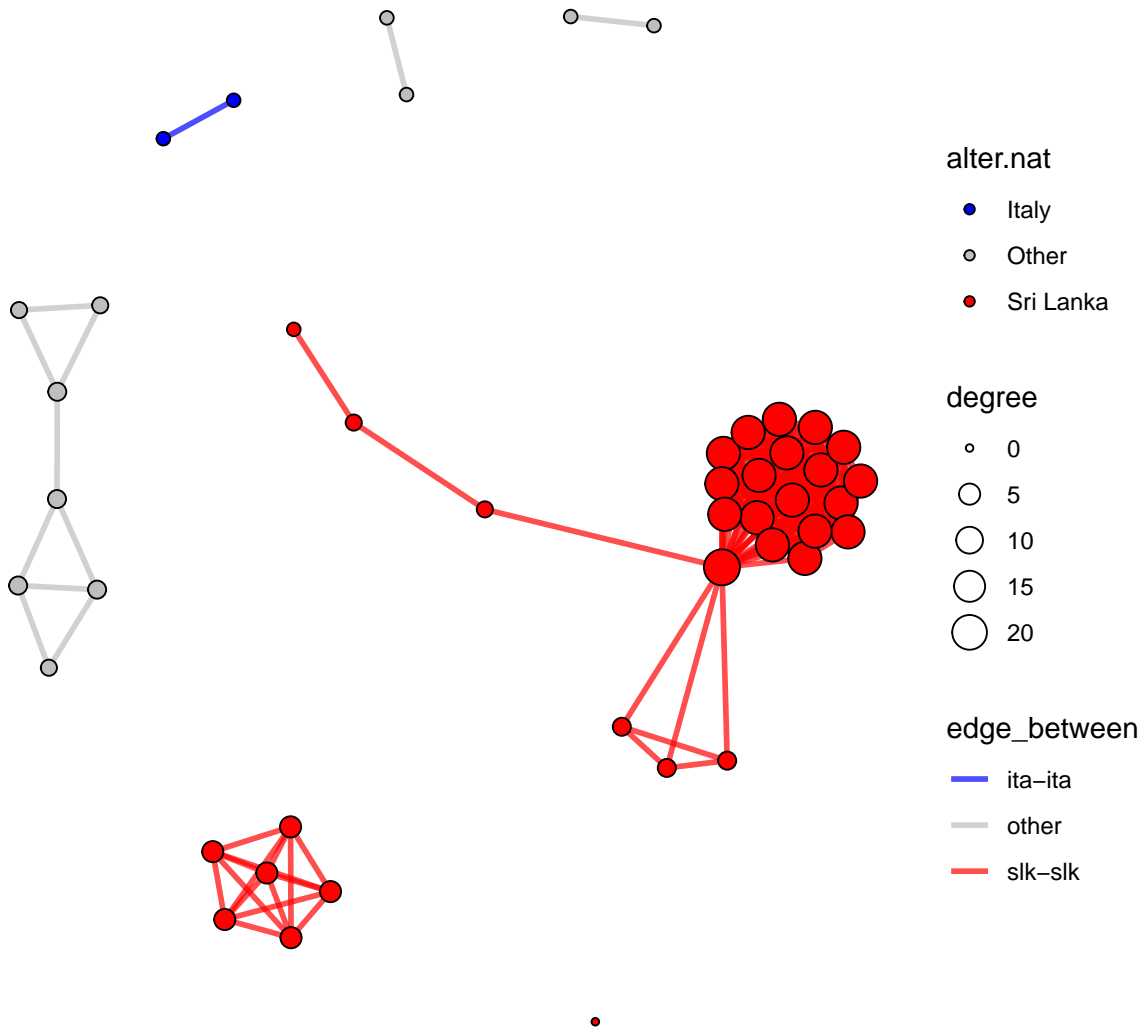 alter.nat
Italy
Other
Sri Lanka
degree
0
5
10
15
20
edge_between
ita−ita
other
slk−slk